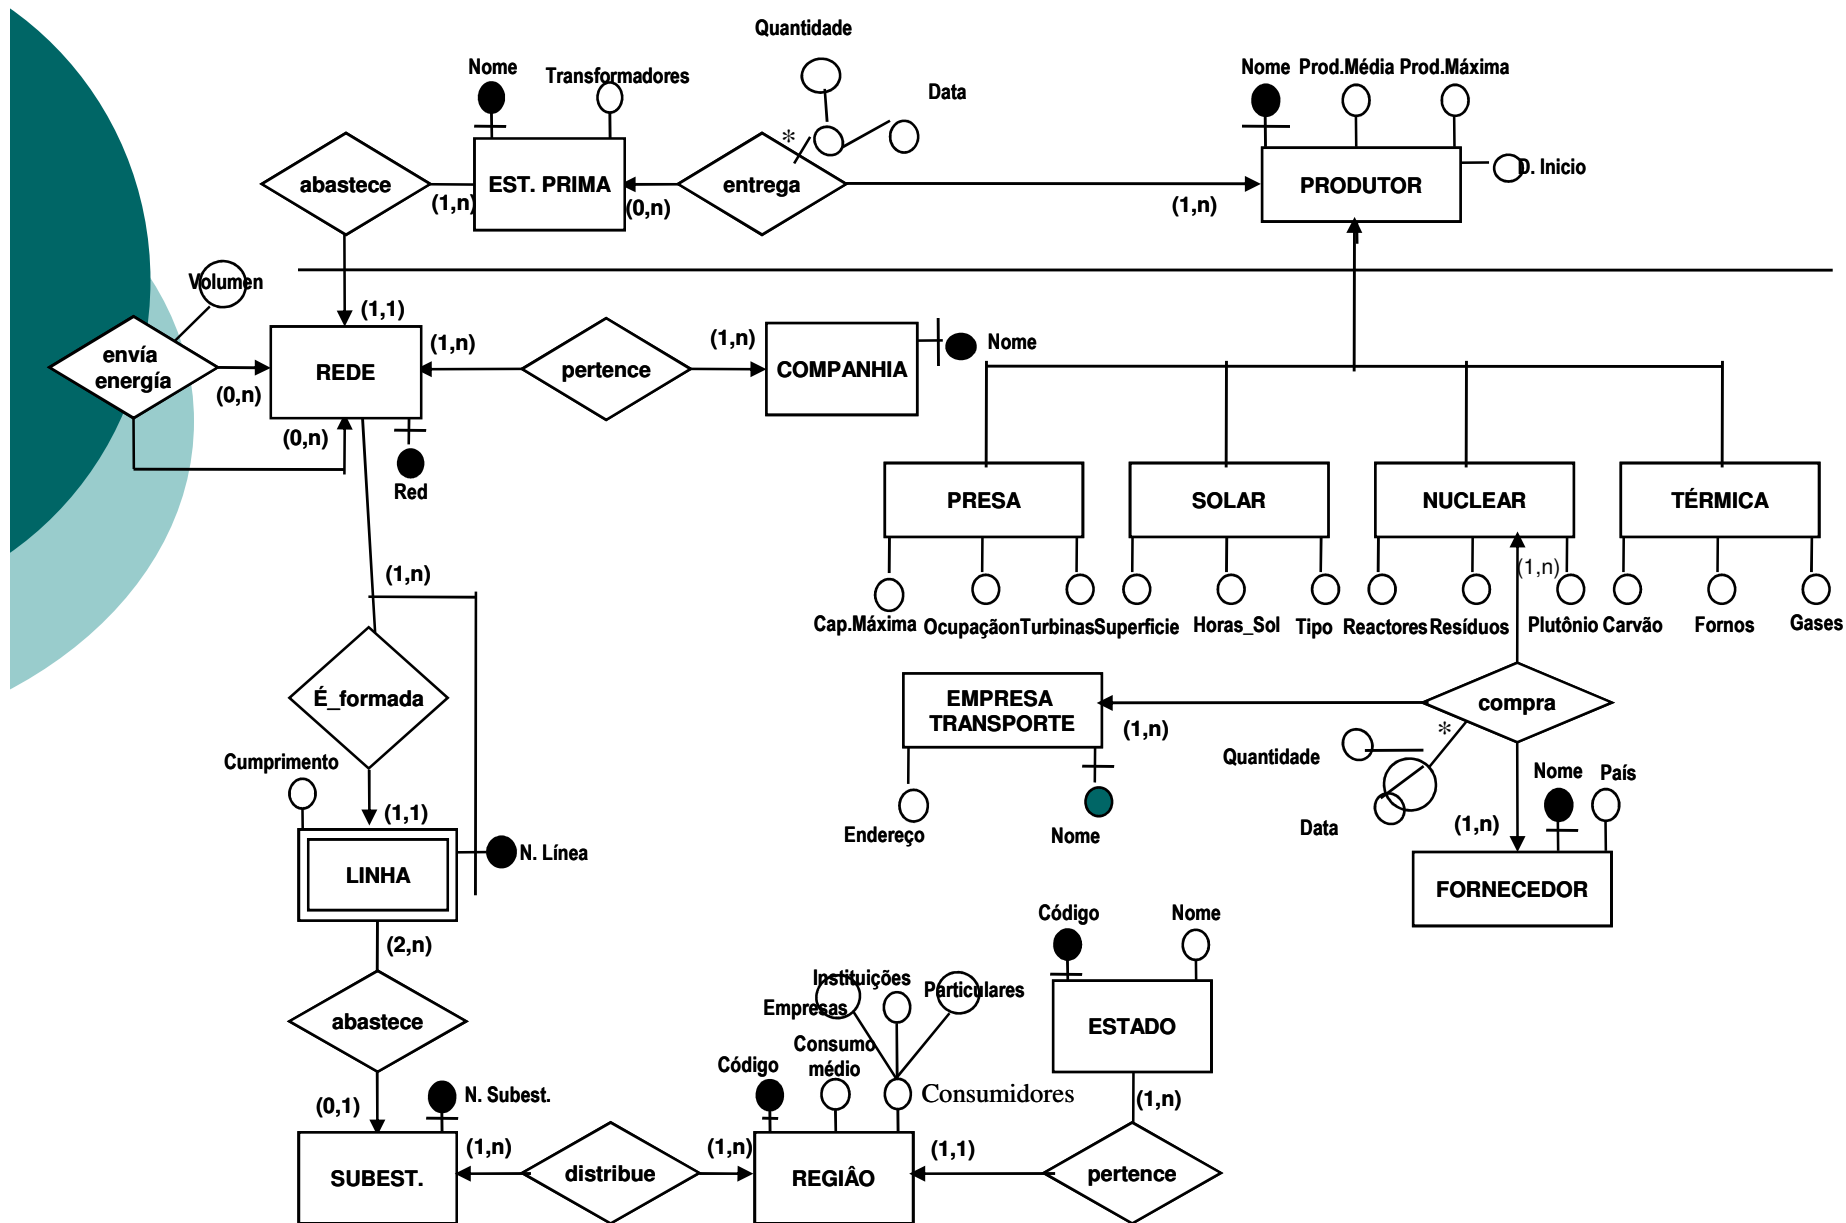 Quantidade
Nome
Transformadores
Data
Nome
Prod.Média
Prod.Máxima
*
abastece
(1,n)
EST. PRIMA
(0,n)
entrega
(1,n)
PRODUTOR
D. Inicio
Volumen
(1,1)
envía
energía
(0,n)
REDE
(1,n)
pertence
(1,n)
COMPANHIA
Nome
(0,n)
Red
PRESA
SOLAR
NUCLEAR
TÉRMICA
(1,n)
(1,n)
Cap.Máxima
Ocupaçãon
Turbinas
Superficie
Horas_Sol
Tipo
Reactores
Resíduos
Plutônio
Carvão
Fornos
Gases
É_formada
EMPRESA
TRANSPORTE
(1,n)
compra
*
Quantidade
Cumprimento
Nome
País
(1,1)
Endereço
Nome
Data
(1,n)
N. Línea
LINHA
FORNECEDOR
(2,n)
Código
Nome
Instituições
Particulares
Empresas
abastece
ESTADO
Consumo
médio
Código
Consumidores
(1,n)
(0,1)
N. Subest.
(1,n)
(1,n)
(1,1)
SUBEST.
distribue
REGIÂO
pertence